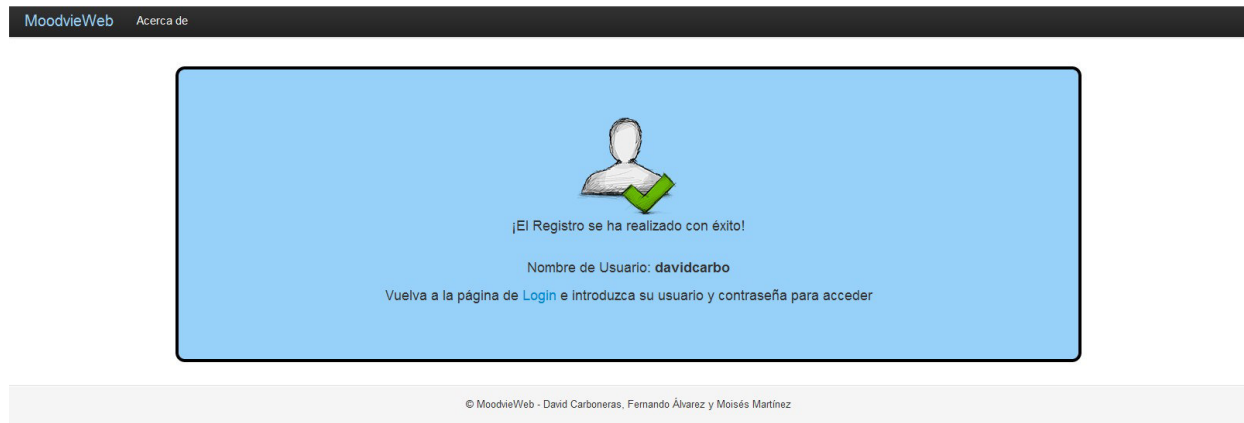 MoodvieWeb Acerca de
¡El Registro se ha realizado con éxito!
Nombre de Usuario: davidcarbo
Vuelva a la página de Login e introduzca su usuario y contraseña para acceder
© MoodvieWeb - David Carboneras, Fernando Álvarez y Moisés Martínez